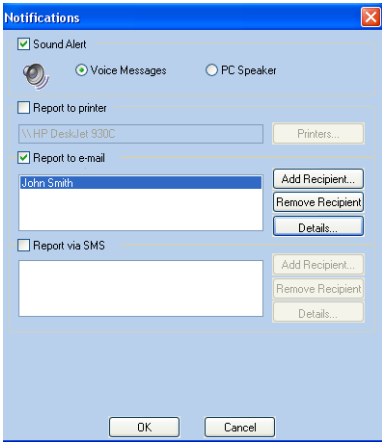 Notifications
Sound Alert
Voice Messages PC Speaker
Report to printer
\\HP DeskJet 930C Printers...
Report to e-mail
John Smith
Add Recipient...
Remove Recipient
Details...
Report via SMS
Add Recipient...
Remove Recipient
Details...
OK Cancel